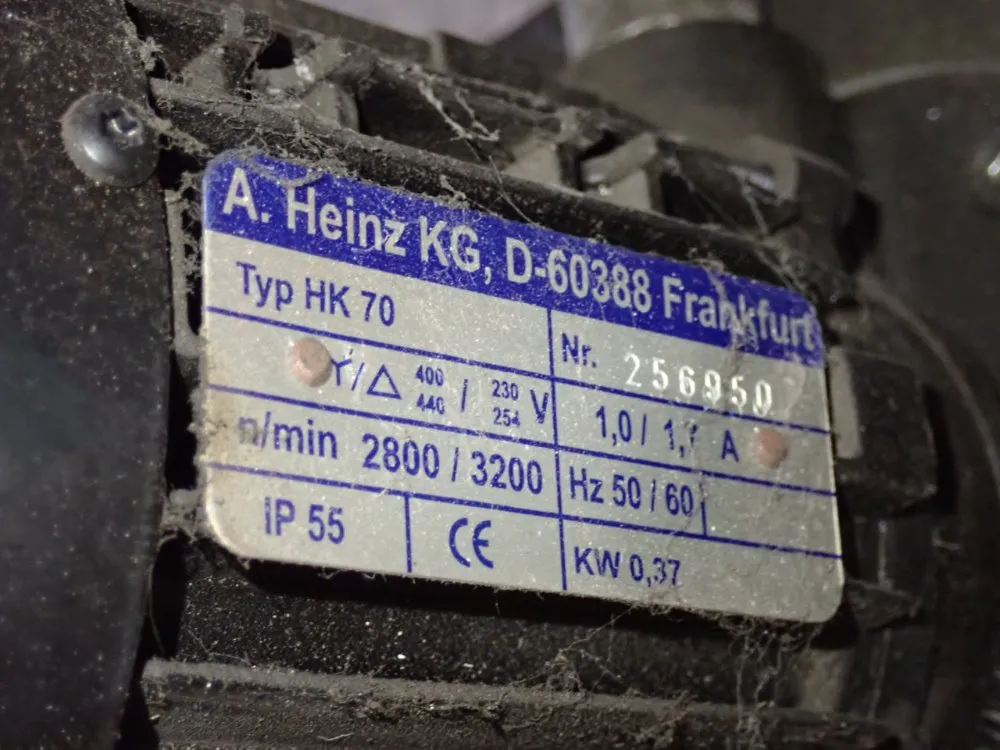 A. Heinz KG, D-60388 Frankfurt
Typ HK 70
Nr. 256950
Y/△ 400/230 V
440 254
1,0 / A
n/min 2800 / 3200
Hz 50 / 60
IP 55
CE
KW 0,37